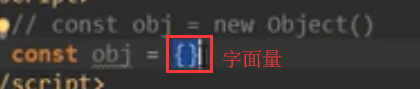 // const obj = new Object()
const obj = {} 字面量
/script>